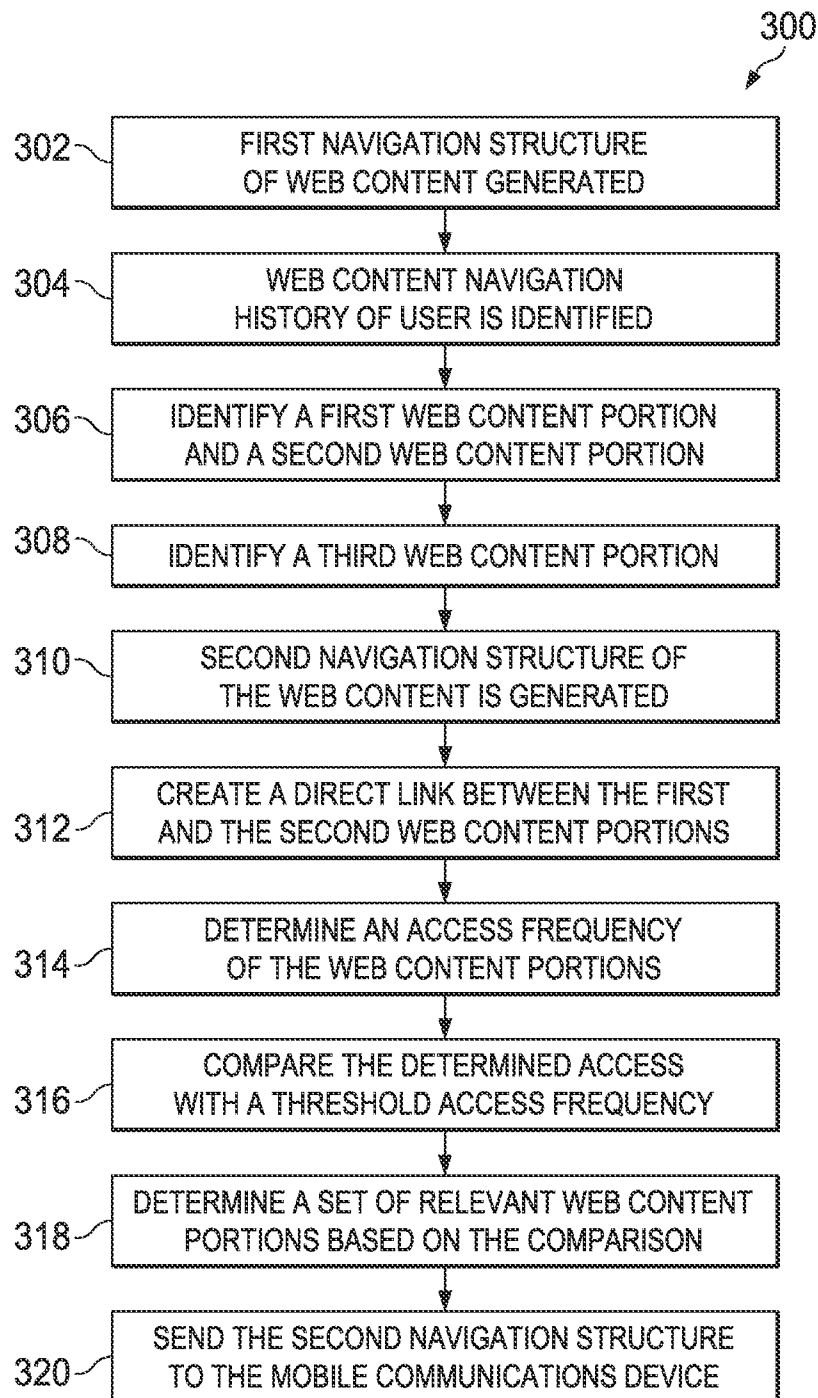 300
302
FIRST NAVIGATION STRUCTURE
OF WEB CONTENT GENERATED
304
WEB CONTENT NAVIGATION
HISTORY OF USER IS IDENTIFIED
306
IDENTIFY A FIRST WEB CONTENT PORTION
AND A SECOND WEB CONTENT PORTION
308
IDENTIFY A THIRD WEB CONTENT PORTION
310
SECOND NAVIGATION STRUCTURE OF
THE WEB CONTENT IS GENERATED
312
CREATE A DIRECT LINK BETWEEN THE FIRST
AND THE SECOND WEB CONTENT PORTIONS
314
DETERMINE AN ACCESS FREQUENCY
OF THE WEB CONTENT PORTIONS
316
COMPARE THE DETERMINED ACCESS
WITH A THRESHOLD ACCESS FREQUENCY
318
DETERMINE A SET OF RELEVANT WEB CONTENT
PORTIONS BASED ON THE COMPARISON
320
SEND THE SECOND NAVIGATION STRUCTURE
TO THE MOBILE COMMUNICATIONS DEVICE